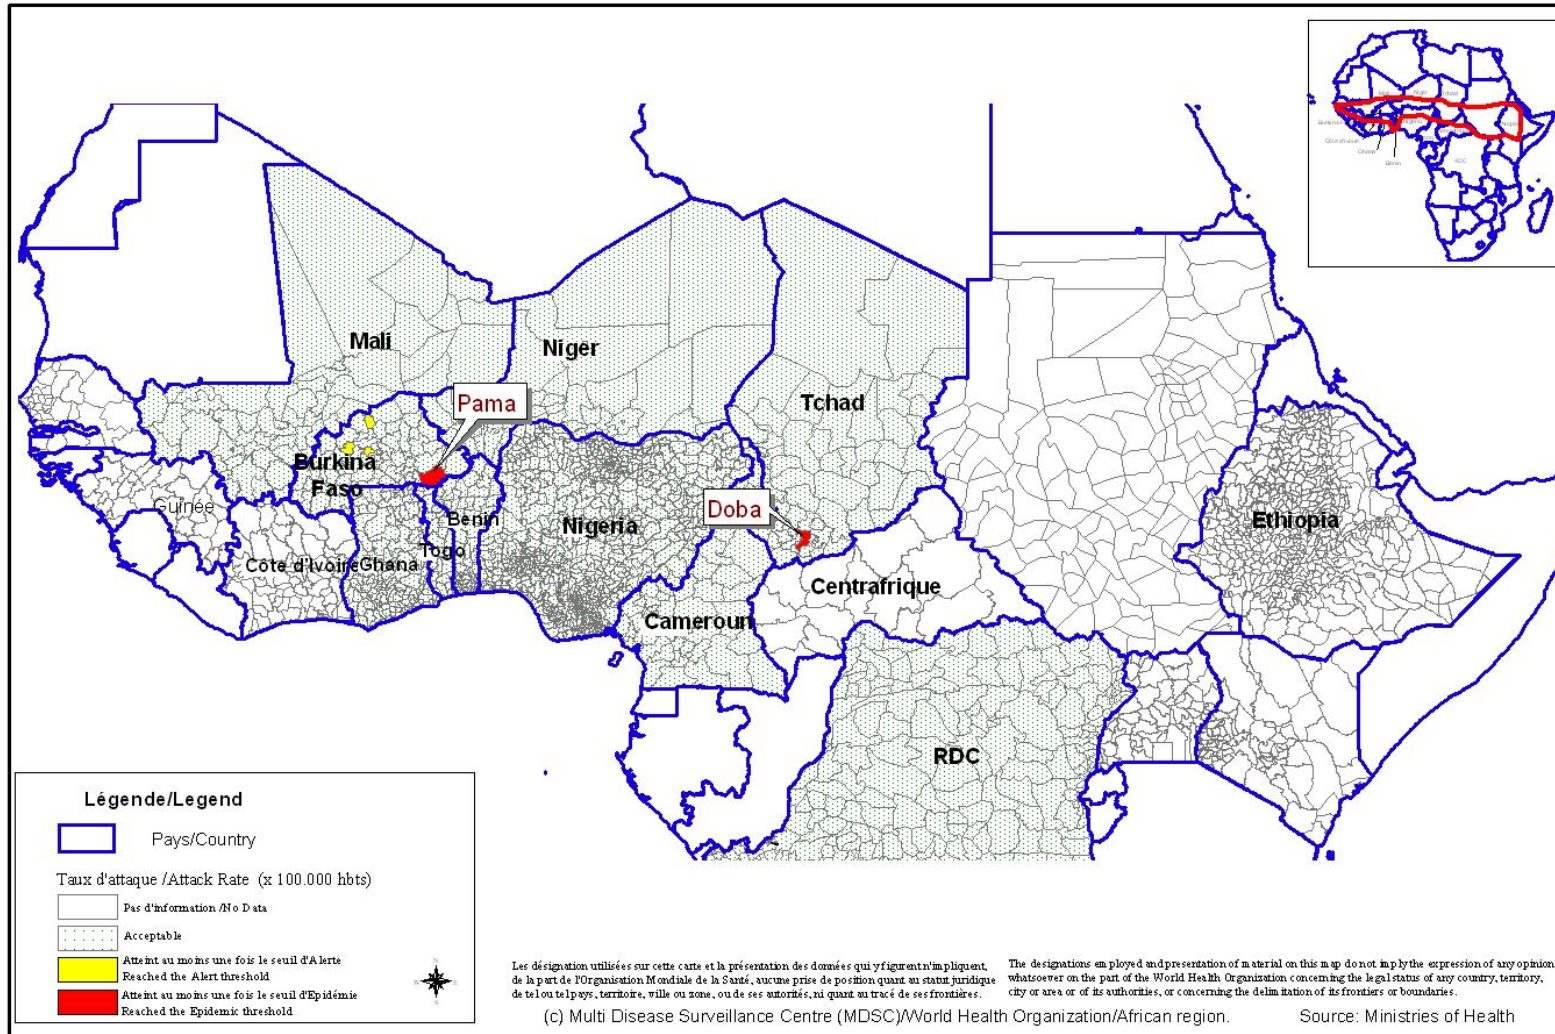 Mali
Niger
Tchad
Pama
Burkina
Faso
Guinée
Côte d'Ivoire
Ghana
Togo
Benin
Nigeria
Doba
Cameroun
Centrafrique
Ethiopia
RDC
Mali
Niger
Tchad
Côte d'Ivoire
Ghana
Benin
RDC
Légende/Legend
Pays/Country
Taux d'attaque /Attack Rate (x 100.000 hbts)
Pas d'information /No Data
Acceptable
Atteint au moins une fois le seuil d'Alerte
Reached the Alert threshold
Atteint au moins une fois le seuil d'Epidémie
Reached the Epidemic threshold
N
W
E
S
Les désignation utilisées sur cette carte et la présentation des données qui y figurent n'impliquent,
de la part de l'Organisation Mondiale de la Santé, aucune prise de position quant au statut juridique
de tel ou tel pays, territoire, ville ou zone, ou de ses autorités, ni quant au tracé de ses frontières.
The designations employed and presentation of material on this map do not imply the expression of any opinion
whatsoever on the part of the World Health Organization concerning the legal status of any country, territory,
city or area or of its authorities, or concerning the delimitation of its frontiers or boundaries.
(c) Multi Disease Surveillance Centre (MDSC)/World Health Organization/African region.
Source: Ministries of Health